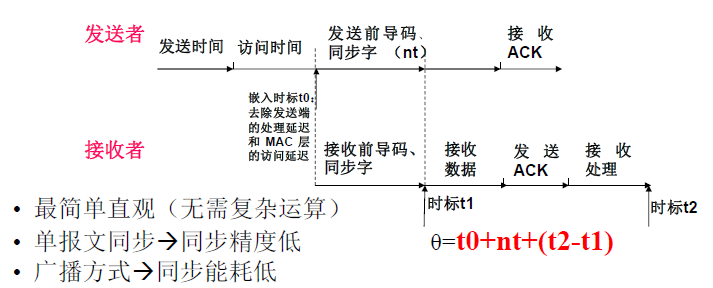 发送者
发送时间 访问时间 发送前导码、 接 收
同步字 (nt) ACK
嵌入时标t0:
去除发送端
的处理延迟
和 MAC 层
的访问延迟
接收者
接收前导码、 接收 发 送 接 收
同步字 数据 ACK 处理
时标t1 时标t2
• 最简单直观（无需复杂运算）
• 单报文同步→同步精度低
• 广播方式→同步能耗低
θ=t0+nt+(t2-t1)